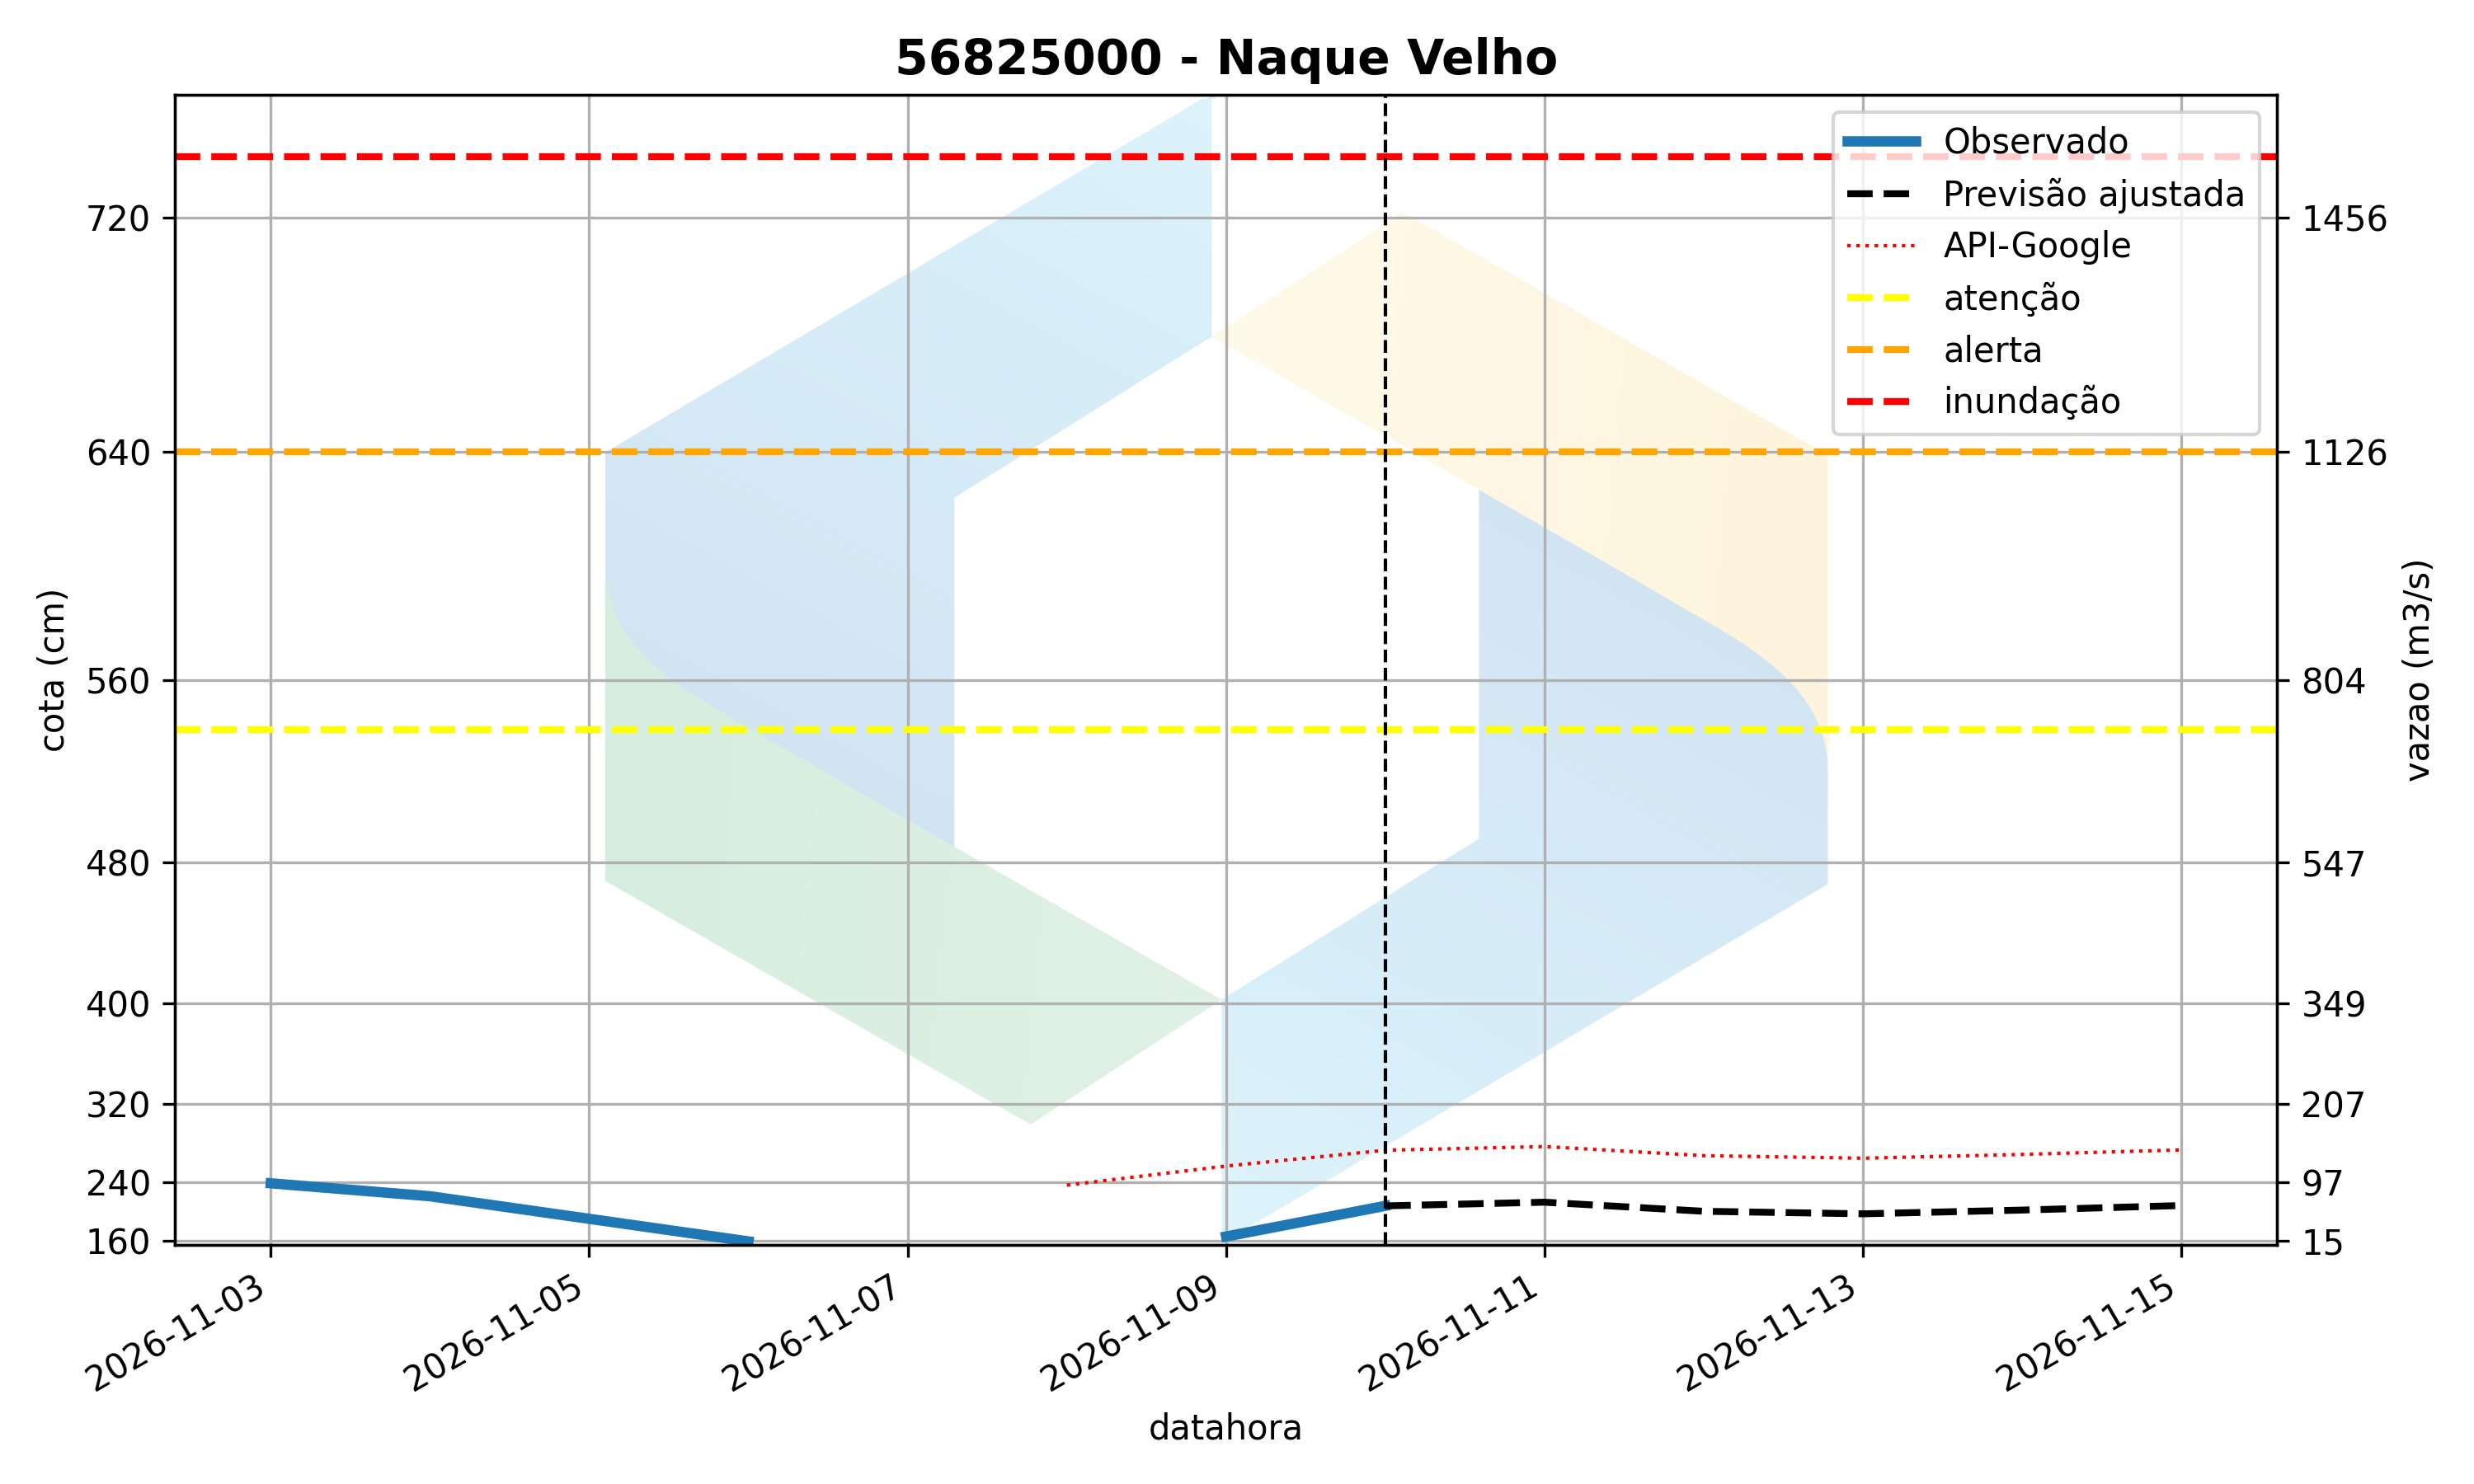 56825000 - Naque Velho
Observado
Previsão ajustada
API-Google
atenção
alerta
inundação
720
640
560
480
400
320
240
160
cota (cm)
1456
1126
804
547
349
207
97
15
vazao (m3/s)
2026-11-03
2026-11-05
2026-11-07
2026-11-09
2026-11-11
2026-11-13
2026-11-15
datahora